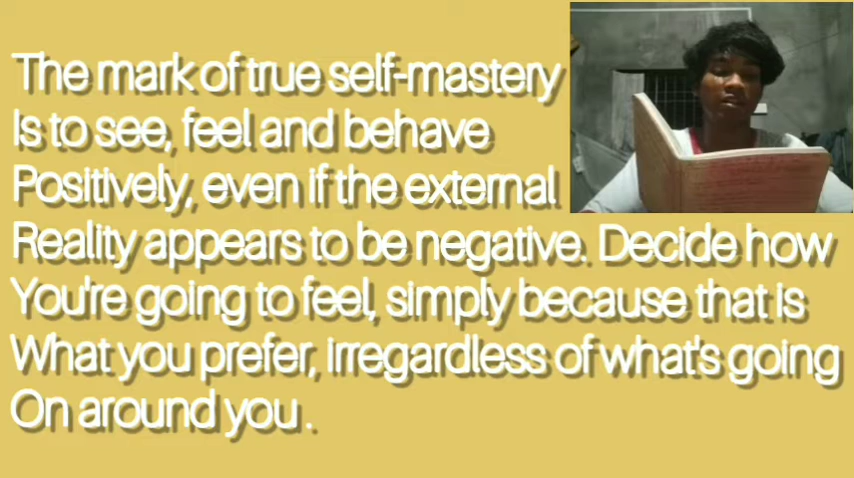 The mark of true self-mastery
Is to see, feel and behave
Positively, even if the external
Reality appears to be negative. Decide how
You're going to feel, simply because that is
What you prefer, irregardless of what's going
On around you .